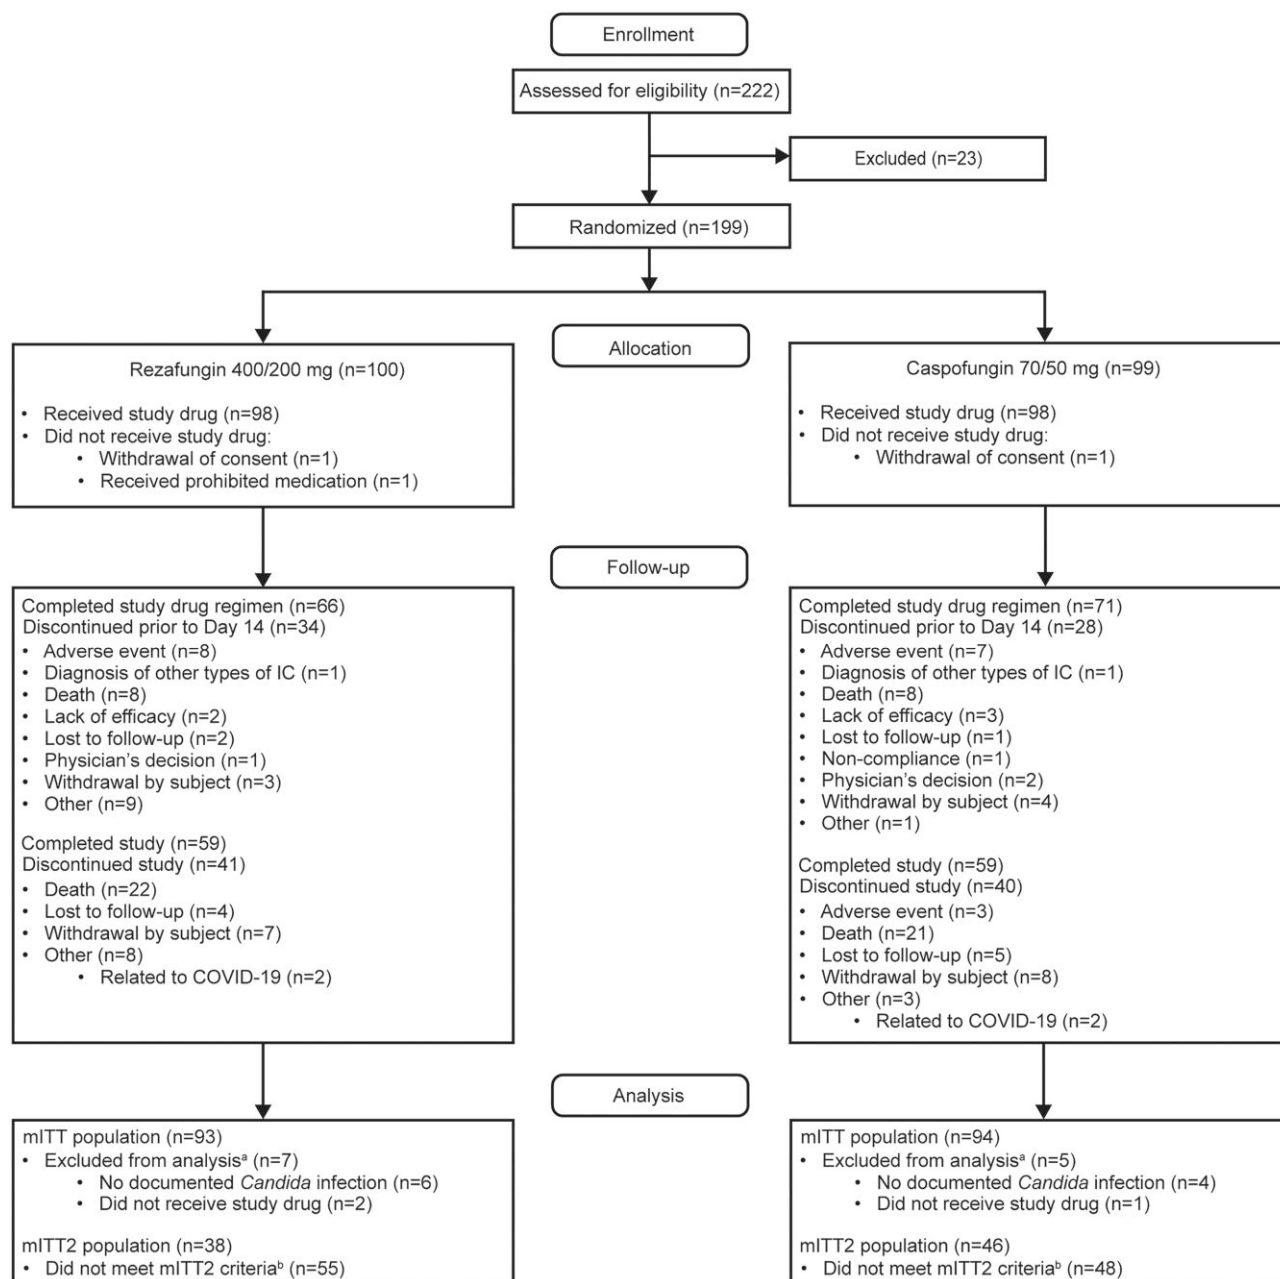 Enrollment
Assessed for eligibility (n=222)
Excluded (n=23)
Randomized (n=199)
Allocation
Rezafungin 400/200 mg (n=100)
• Received study drug (n=98)
• Did not receive study drug:
• Withdrawal of consent (n=1)
• Received prohibited medication (n=1)
Caspofungin 70/50 mg (n=99)
• Received study drug (n=98)
• Did not receive study drug:
• Withdrawal of consent (n=1)
Follow-up
Completed study drug regimen (n=66)
Discontinued prior to Day 14 (n=34)
• Adverse event (n=8)
• Diagnosis of other types of IC (n=1)
• Death (n=8)
• Lack of efficacy (n=2)
• Lost to follow-up (n=2)
• Physician's decision (n=1)
• Withdrawal by subject (n=3)
• Other (n=9)
Completed study (n=59)
Discontinued study (n=41)
• Death (n=22)
• Lost to follow-up (n=4)
• Withdrawal by subject (n=7)
• Other (n=8)
• Related to COVID-19 (n=2)
Completed study drug regimen (n=71)
Discontinued prior to Day 14 (n=28)
• Adverse event (n=7)
• Diagnosis of other types of IC (n=1)
• Death (n=8)
• Lack of efficacy (n=3)
• Lost to follow-up (n=1)
• Non-compliance (n=1)
• Physician's decision (n=2)
• Withdrawal by subject (n=4)
• Other (n=1)
Completed study (n=59)
Discontinued study (n=40)
• Adverse event (n=3)
• Death (n=21)
• Lost to follow-up (n=5)
• Withdrawal by subject (n=8)
• Other (n=3)
• Related to COVID-19 (n=2)
Analysis
mITT population (n=93)
• Excluded from analysisᵃ (n=7)
• No documented Candida infection (n=6)
• Did not receive study drug (n=2)
mITT2 population (n=38)
• Did not meet mITT2 criteriaᵇ (n=55)
mITT population (n=94)
• Excluded from analysisᵃ (n=5)
• No documented Candida infection (n=4)
• Did not receive study drug (n=1)
mITT2 population (n=46)
• Did not meet mITT2 criteriaᵇ (n=48)